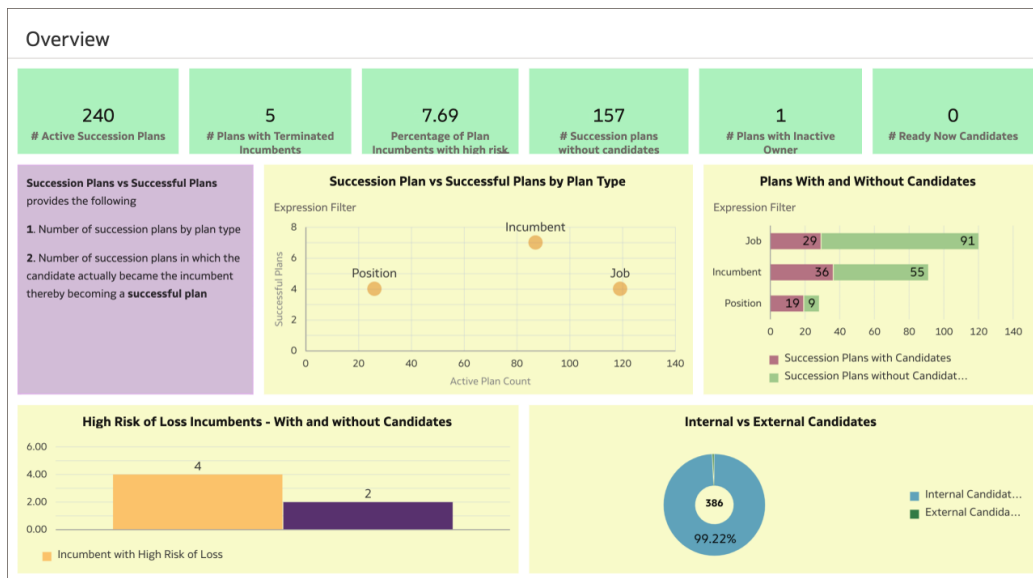 Overview
240
# Active Succession Plans
5
# Plans with Terminated
Incumbents
7.69
Percentage of Plan
Incumbents with high risk
157
# Succession plans
without candidates
1
# Plans with Inactive
Owner
0
# Ready Now Candidates
Succession Plans vs Successful Plans
provides the following
1. Number of succession plans by plan type
2. Number of succession plans in which the
candidate actually became the incumbent
thereby becoming a successful plan
Succession Plan vs Successful Plans by Plan Type
Expression Filter
Successful Plans
8
6
4
2
0
Incumbent
Position
Job
0 20 40 60 80 100 120 140
Active Plan Count
Plans With and Without Candidates
Expression Filter
Job 29 91
Incumbent 36 55
Position 19 9
0 20 40 60 80 100 120 140
Succession Plans with Candidates
Succession Plans without Candidat...
High Risk of Loss Incumbents - With and without Candidates
6.00
4.00
2.00
0.00
4
2
Incumbent with High Risk of Loss
Internal vs External Candidates
386
99.22%
Internal Candidat...
External Candida...